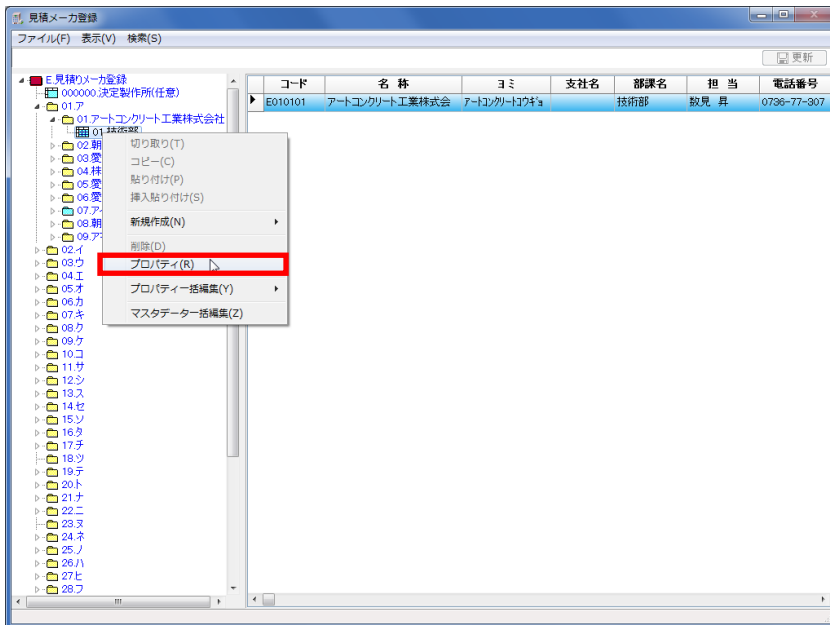 見積メーカ登録
ファイル(F) 表示(V) 検索(S)
更新
E.見積りメーカ登録
000000.決定製作所(任意)
01.ア
01.アートコンクリート工業株式会社
01.技術部
02.朝
03.愛
04.株
05.愛
06.愛
07.ア
08.朝
09.ア
02.イ
03.ウ
04.エ
05.オ
06.カ
07.キ
08.ク
09.ケ
10.コ
11.サ
12.シ
13.ス
14.セ
15.ソ
16.タ
17.チ
18.ツ
19.テ
20.ト
21.ナ
22.ニ
23.ヌ
24.ネ
25.ノ
26.ハ
27.ヒ
28.フ
切り取り(T)
コピー(C)
貼り付け(P)
挿入貼り付け(S)
新規作成(N)
削除(D)
プロパティ(R)
プロパティ一括編集(Y)
マスタデータ一括編集(Z)
コード 名 称 ヨミ 支社名 部課名 担 当 電話番号
E010101 アートコンクリート工業株式会 アートコンクリートコウギョ 技術部 数見 昇 0736-77-307